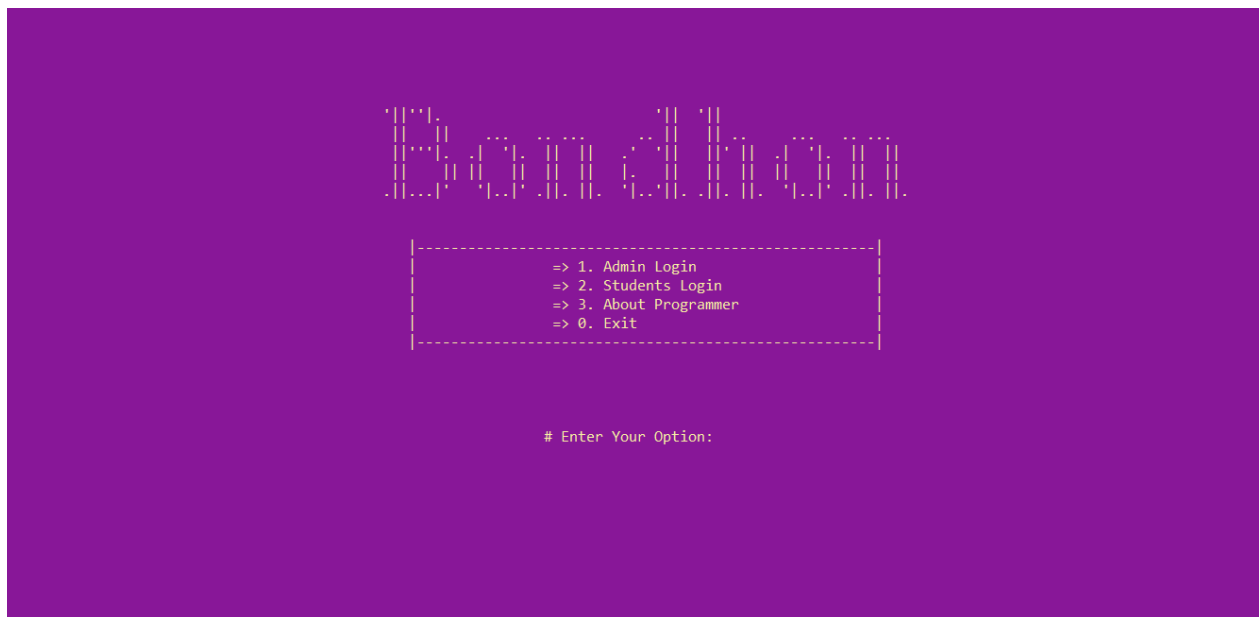 Bondhon
=> 1. Admin Login
=> 2. Students Login
=> 3. About Programmer
=> 0. Exit
# Enter Your Option: